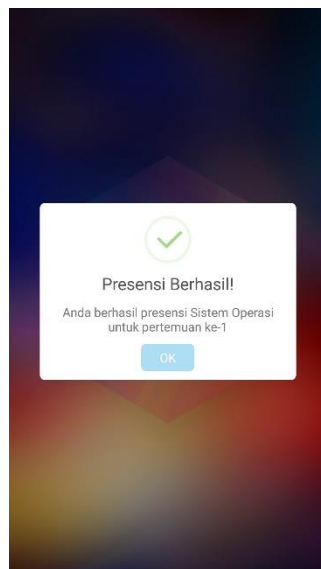 Presensi Berhasil!
Anda berhasil presensi Sistem Operasi
untuk pertemuan ke-1
OK